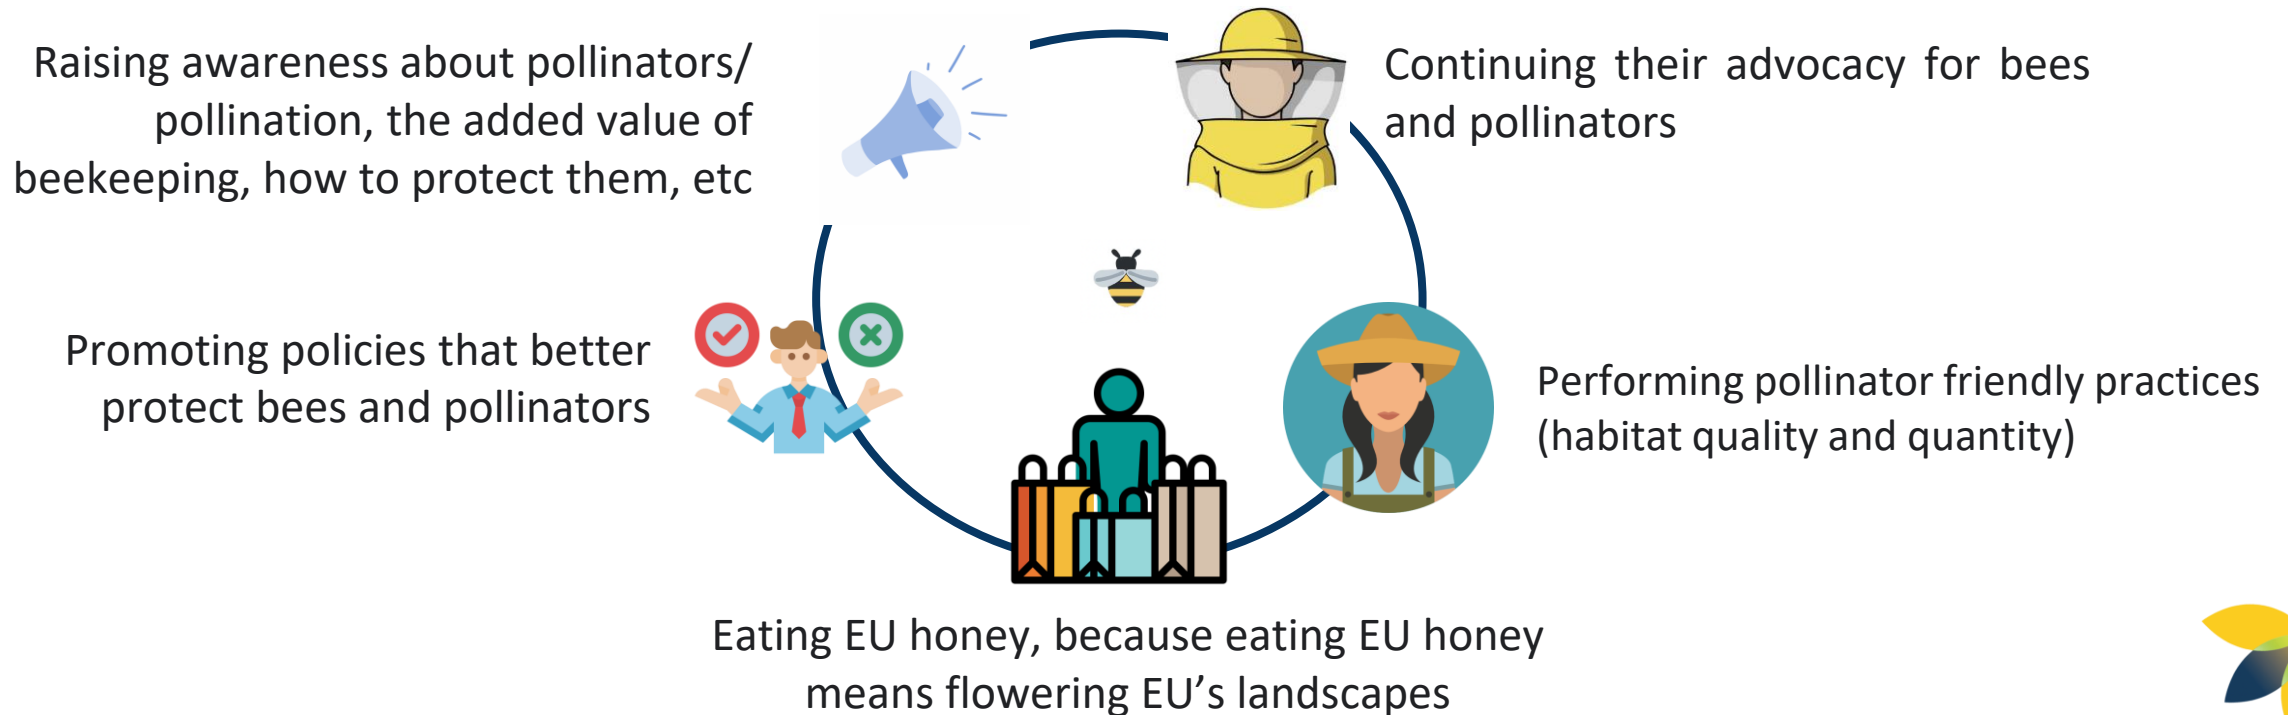 Raising awareness about pollinators/
pollination, the added value of
beekeeping, how to protect them, etc
Continuing their advocacy for bees
and pollinators
Promoting policies that better
protect bees and pollinators
Performing pollinator friendly practices
(habitat quality and quantity)
Eating EU honey, because eating EU honey
means flowering EU’s landscapes